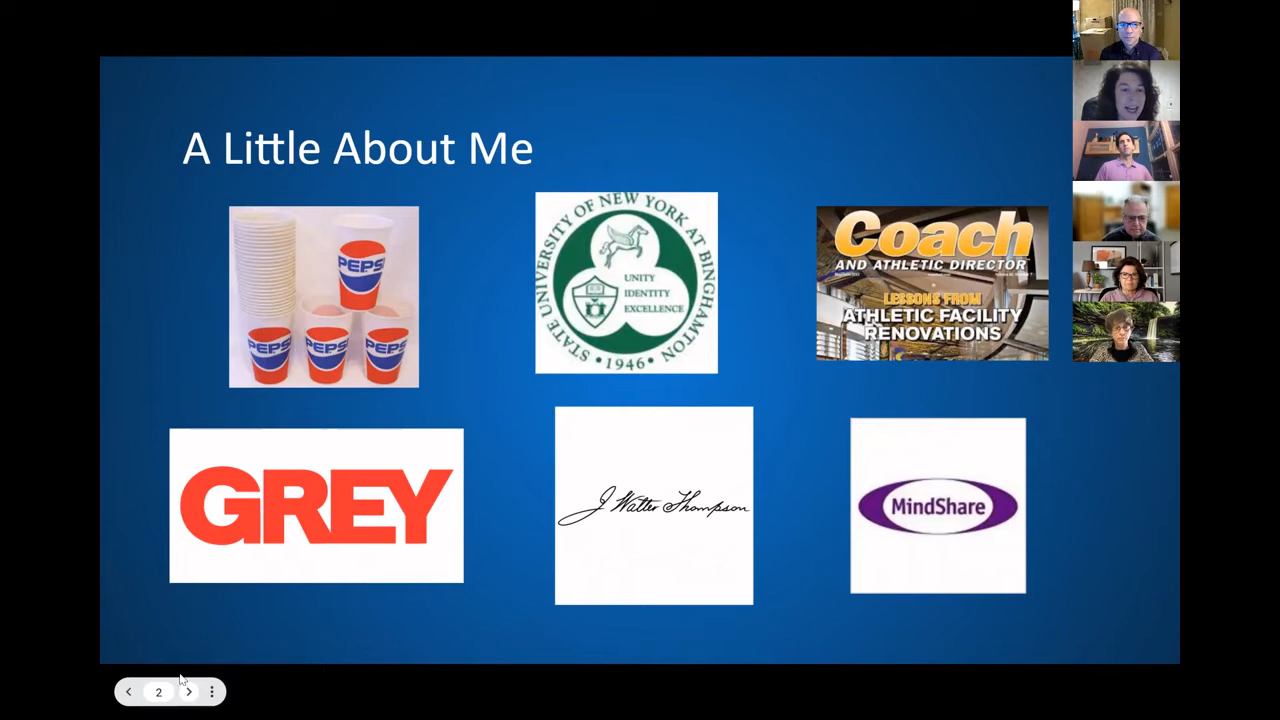 A Little About Me
PEPSI
PEPSI
PEPSI
PEPSI
STATE UNIVERSITY OF NEW YORK AT BINGHAMTON
• 1946 •
UNITY
IDENTITY
EXCELLENCE
Coach
AND ATHLETIC DIRECTOR
LESSONS FROM
ATHLETIC FACILITY
RENOVATIONS
GREY
J Walter Thompson
MindShare
2